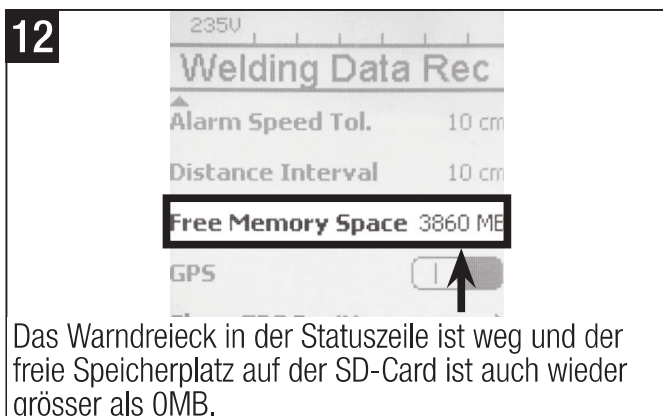 12
235V
Welding Data Rec
Alarm Speed Tol. 10 cm
Distance Interval 10 cm
Free Memory Space 3860 MB
GPS
Das Warndreieck in der Statuszeile ist weg und der
freie Speicherplatz auf der SD-Card ist auch wieder
grösser als 0MB.